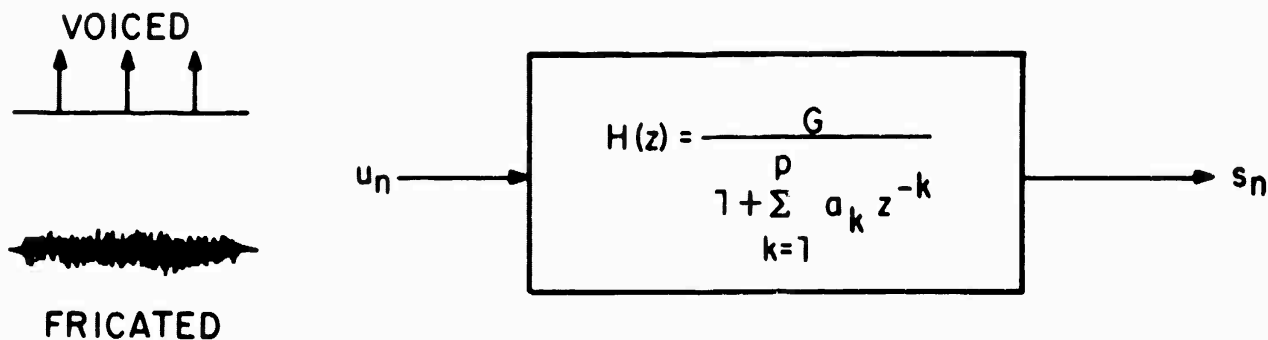 VOICED
u_n
H(z) = G / (1 + Σ_{k=1}^{p} a_k z^{-k})
s_n
FRICATED